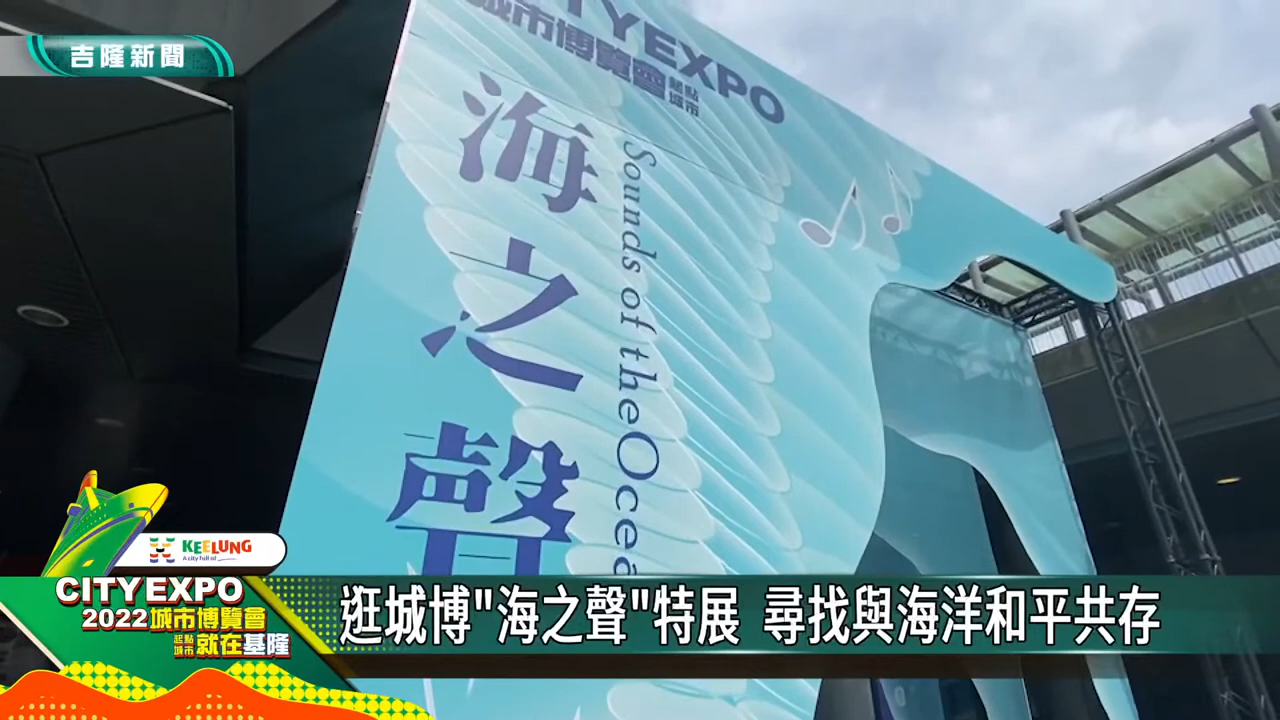 吉隆新聞
CITYEXPO
城市博覽會 起點城市
海之聲
Sounds of the Ocea
KEELUNG
A city full of
CITY EXPO
2022城市博覽會
起點城市 就在基隆
逛城博"海之聲"特展 尋找與海洋和平共存